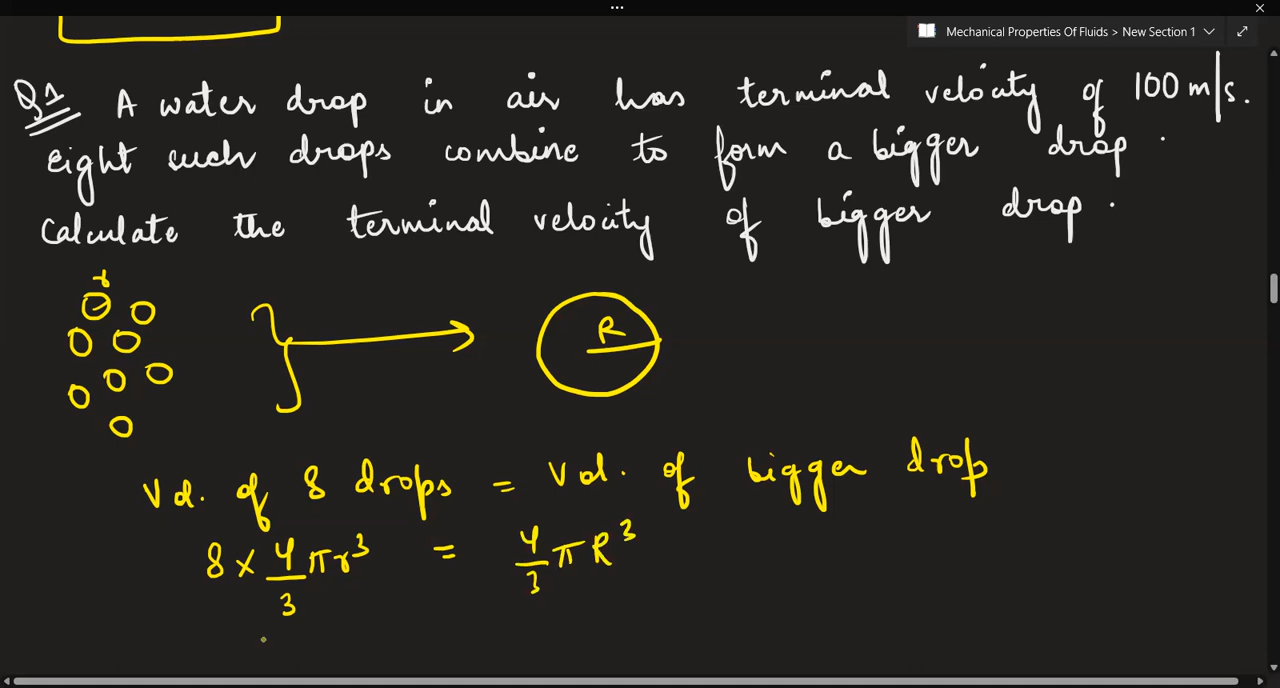 ...
Mechanical Properties Of Fluids > New Section 1
Q1 A water drop in air has terminal velocity of 100 m/s.
eight such drops combine to form a bigger drop.
Calculate the terminal velocity of bigger drop.
r
R
Vol. of 8 drops = Vol. of bigger drop
8 × 4/3 πr³ = 4/3 πR³